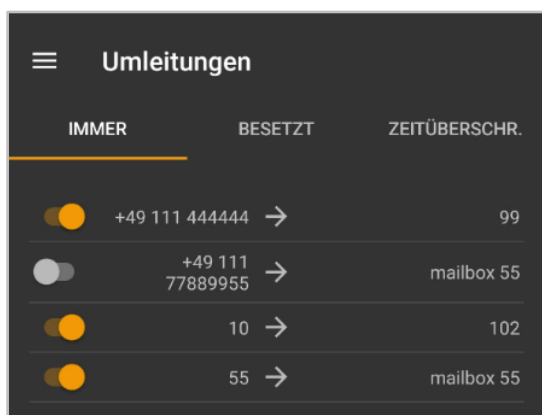 Umleitungen
IMMER BESETZT ZEITÜBERSCHR.
+49 111 444444 → 99
+49 111
77889955 → mailbox 55
10 → 102
55 → mailbox 55